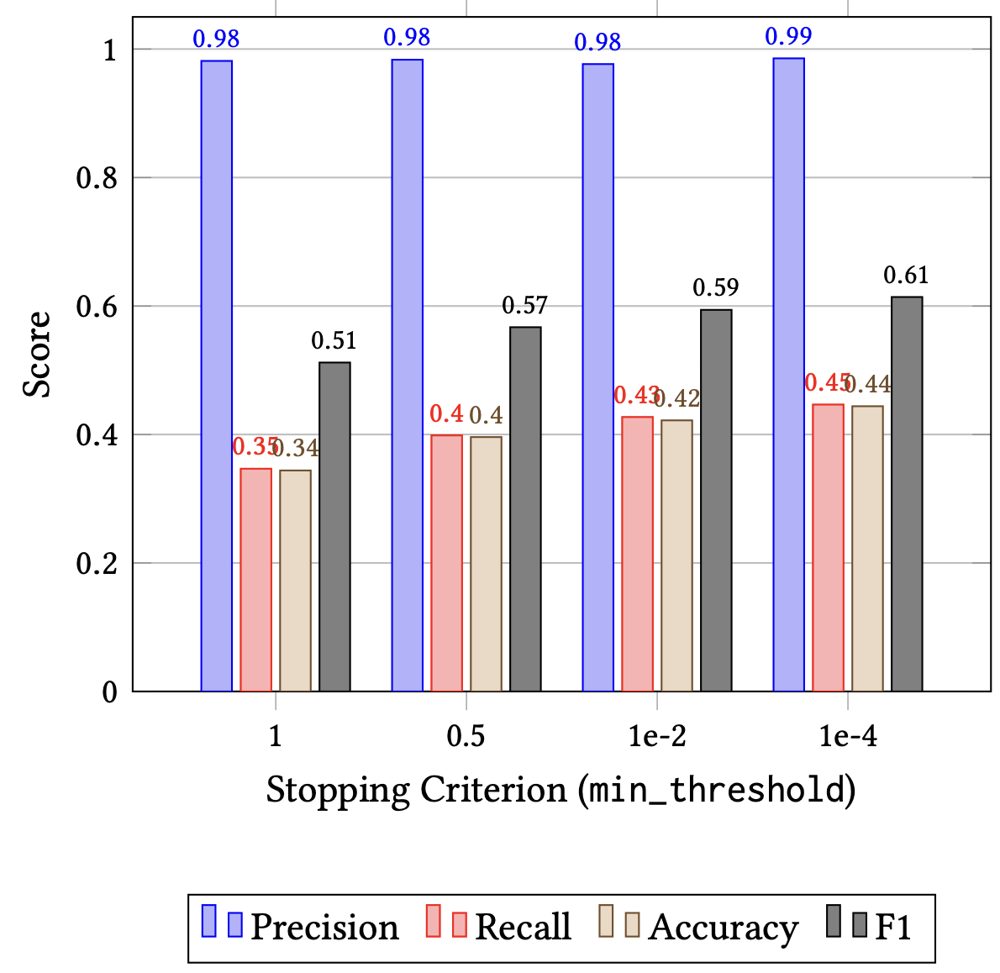 0.98 0.98 0.98 0.99
1
0.8
0.61
0.59
0.57
0.6
0.51
0.45 0.44
0.43 0.42
0.4 0.4
0.35 0.34
0.4
0.2
0
Score
1 0.5 1e-2 1e-4
Stopping Criterion (min_threshold)
Precision Recall Accuracy F1